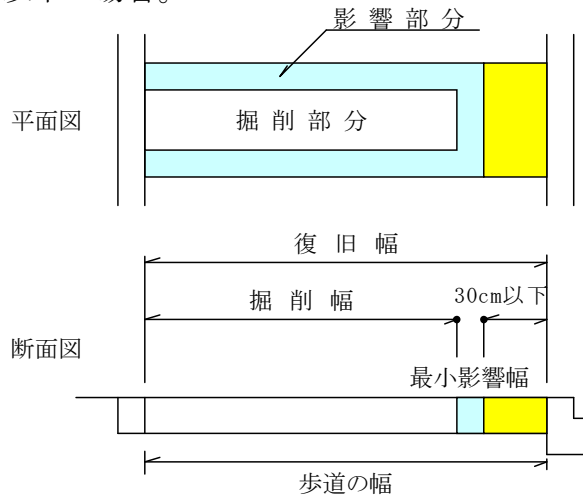 影響部分
平面図
掘削部分
復旧幅
掘削幅
30cm以下
断面図
最小影響幅
歩道の幅